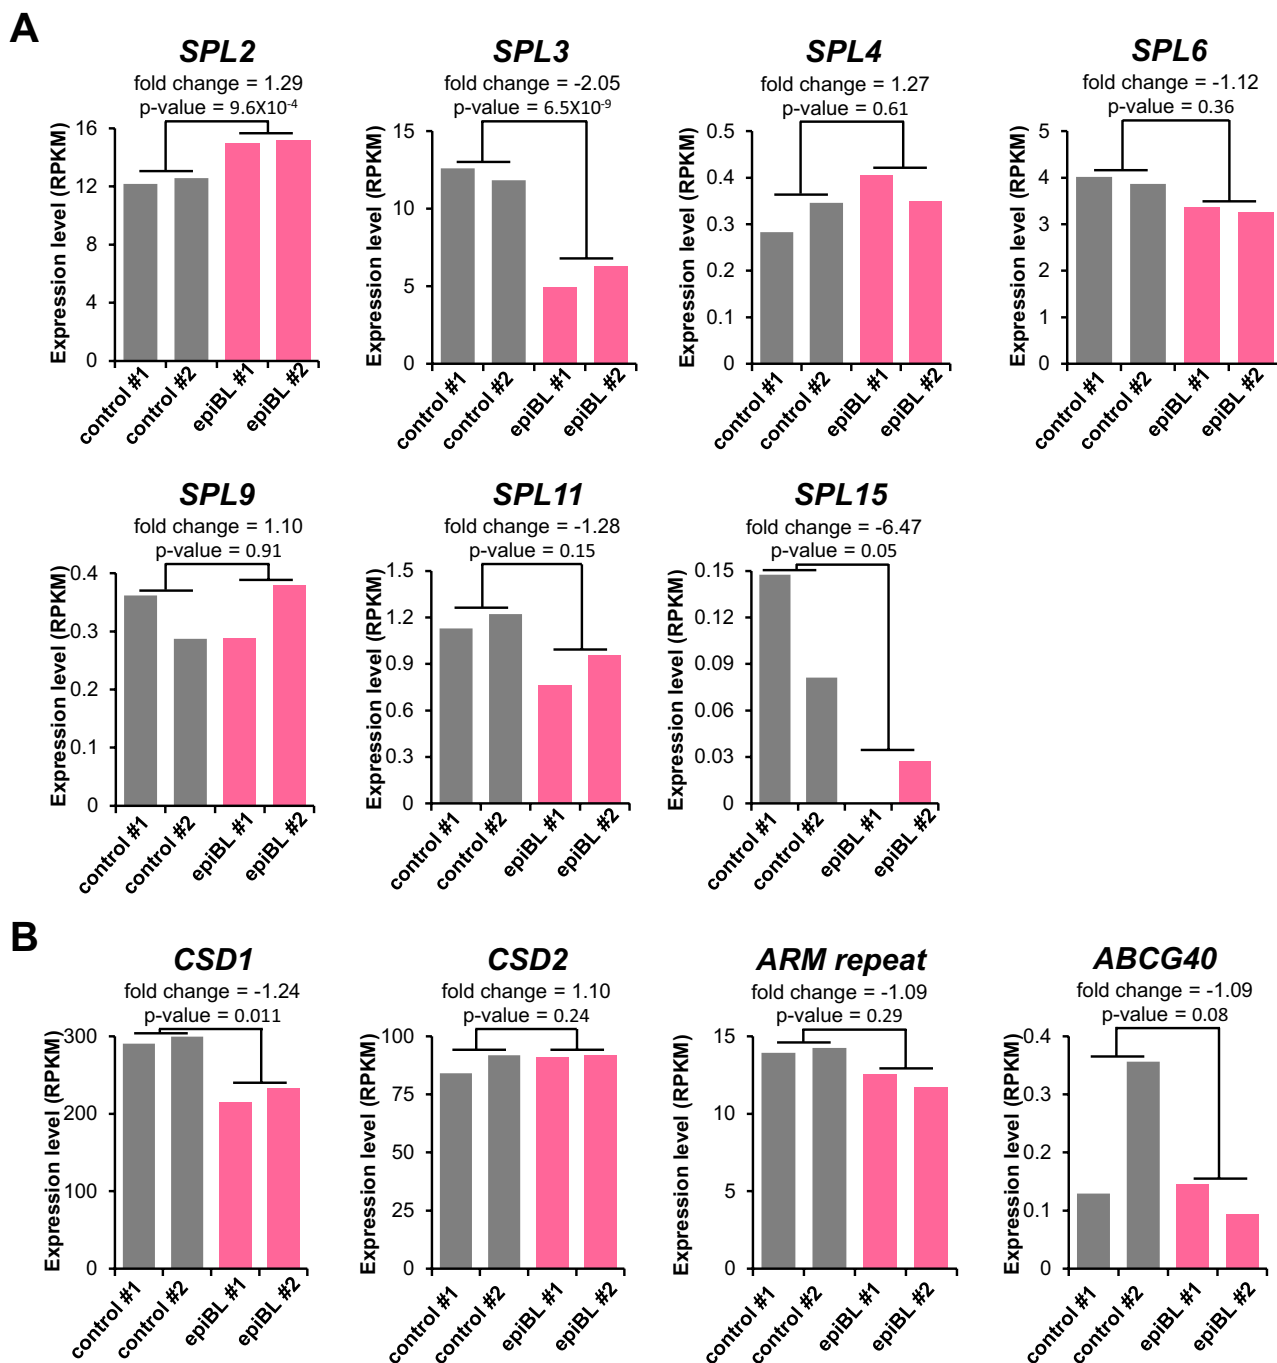 A
SPL2
fold change = 1.29
p-value = 9.6X10-4
Expression level (RPKM)
16
12
8
4
0
control #1
control #2
epiBL #1
epiBL #2
SPL3
fold change = -2.05
p-value = 6.5X10-9
Expression level (RPKM)
15
10
5
0
control #1
control #2
epiBL #1
epiBL #2
SPL4
fold change = 1.27
p-value = 0.61
Expression level (RPKM)
0.5
0.4
0.3
0.2
0.1
0
control #1
control #2
epiBL #1
epiBL #2
SPL6
fold change = -1.12
p-value = 0.36
Expression level (RPKM)
5
4
3
2
1
0
control #1
control #2
epiBL #1
epiBL #2
SPL9
fold change = 1.10
p-value = 0.91
Expression level (RPKM)
0.4
0.3
0.2
0.1
0
control #1
control #2
epiBL #1
epiBL #2
SPL11
fold change = -1.28
p-value = 0.15
Expression level (RPKM)
1.5
1.2
0.9
0.6
0.3
0
control #1
control #2
epiBL #1
epiBL #2
SPL15
fold change = -6.47
p-value = 0.05
Expression level (RPKM)
0.15
0.12
0.09
0.06
0.03
0
control #1
control #2
epiBL #1
epiBL #2
B
CSD1
fold change = -1.24
p-value = 0.011
Expression level (RPKM)
300
200
100
0
control #1
control #2
epiBL #1
epiBL #2
CSD2
fold change = 1.10
p-value = 0.24
Expression level (RPKM)
100
75
50
25
0
control #1
control #2
epiBL #1
epiBL #2
ARM repeat
fold change = -1.09
p-value = 0.29
Expression level (RPKM)
15
10
5
0
control #1
control #2
epiBL #1
epiBL #2
ABCG40
fold change = -1.09
p-value = 0.08
Expression level (RPKM)
0.4
0.3
0.2
0.1
0
control #1
control #2
epiBL #1
epiBL #2